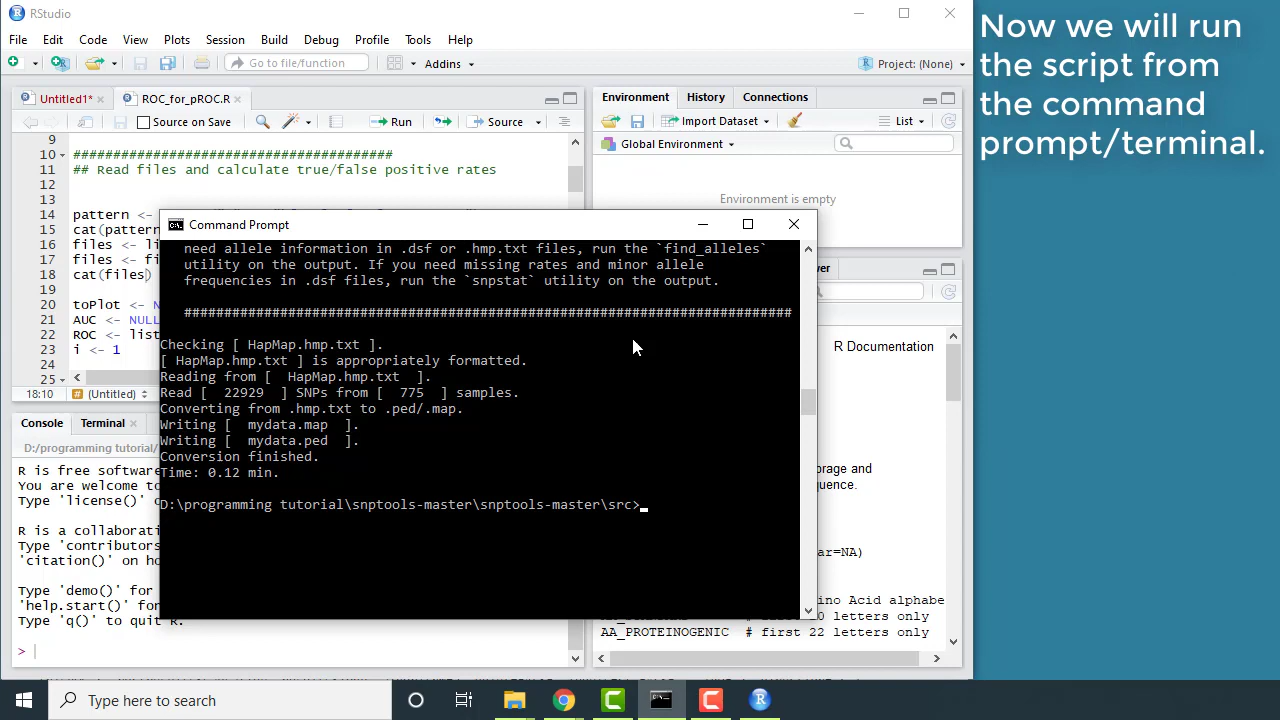 RStudio
Now we will run
the script from
the command
prompt/terminal.
File Edit Code View Plots Session Build Debug Profile Tools Help
Go to file/function Addins Project: (None)
Untitled1* ROC_for_pROC.R
Source on Save Run Source
9
10 ########################################
11 ## Read files and calculate true/false positive rates
12
13
14 pattern <-
15 cat(pattern
16 files <- li
17 files <- fi
18 cat(files)
19
20 toPlot <- N
21 AUC <- NULL
22 ROC <- list
23 i <- 1
25
18:10 (Untitled)
Environment History Connections
Import Dataset List
Global Environment
Environment is empty
Command Prompt
need allele information in .dsf or .hmp.txt files, run the `find_alleles`
utility on the output. If you need missing rates and minor allele
frequencies in .dsf files, run the `snpstat` utility on the output.
############################################################################
Checking [ HapMap.hmp.txt ].
[ HapMap.hmp.txt ] is appropriately formatted.
Reading from [ HapMap.hmp.txt ].
Read [ 22929 ] SNPs from [ 775 ] samples.
Converting from .hmp.txt to .ped/.map.
Writing [ mydata.map ].
Writing [ mydata.ped ].
Conversion finished.
Time: 0.12 min.
D:\programming tutorial\snptools-master\snptools-master\src>
Console Terminal
D:/programming tutorial/
R is free software
You are welcome to
Type 'license()' o
R is a collaborati
Type 'contributors
'citation()' on ho
Type 'demo()' for
'help.start()' for
Type 'q()' to quit R.
>
wer
R Documentation
orage and
quence.
ar=NA)
ino Acid alphabe
20 letters only
AA_PROTEINOGENIC # first 22 letters only
Type here to search